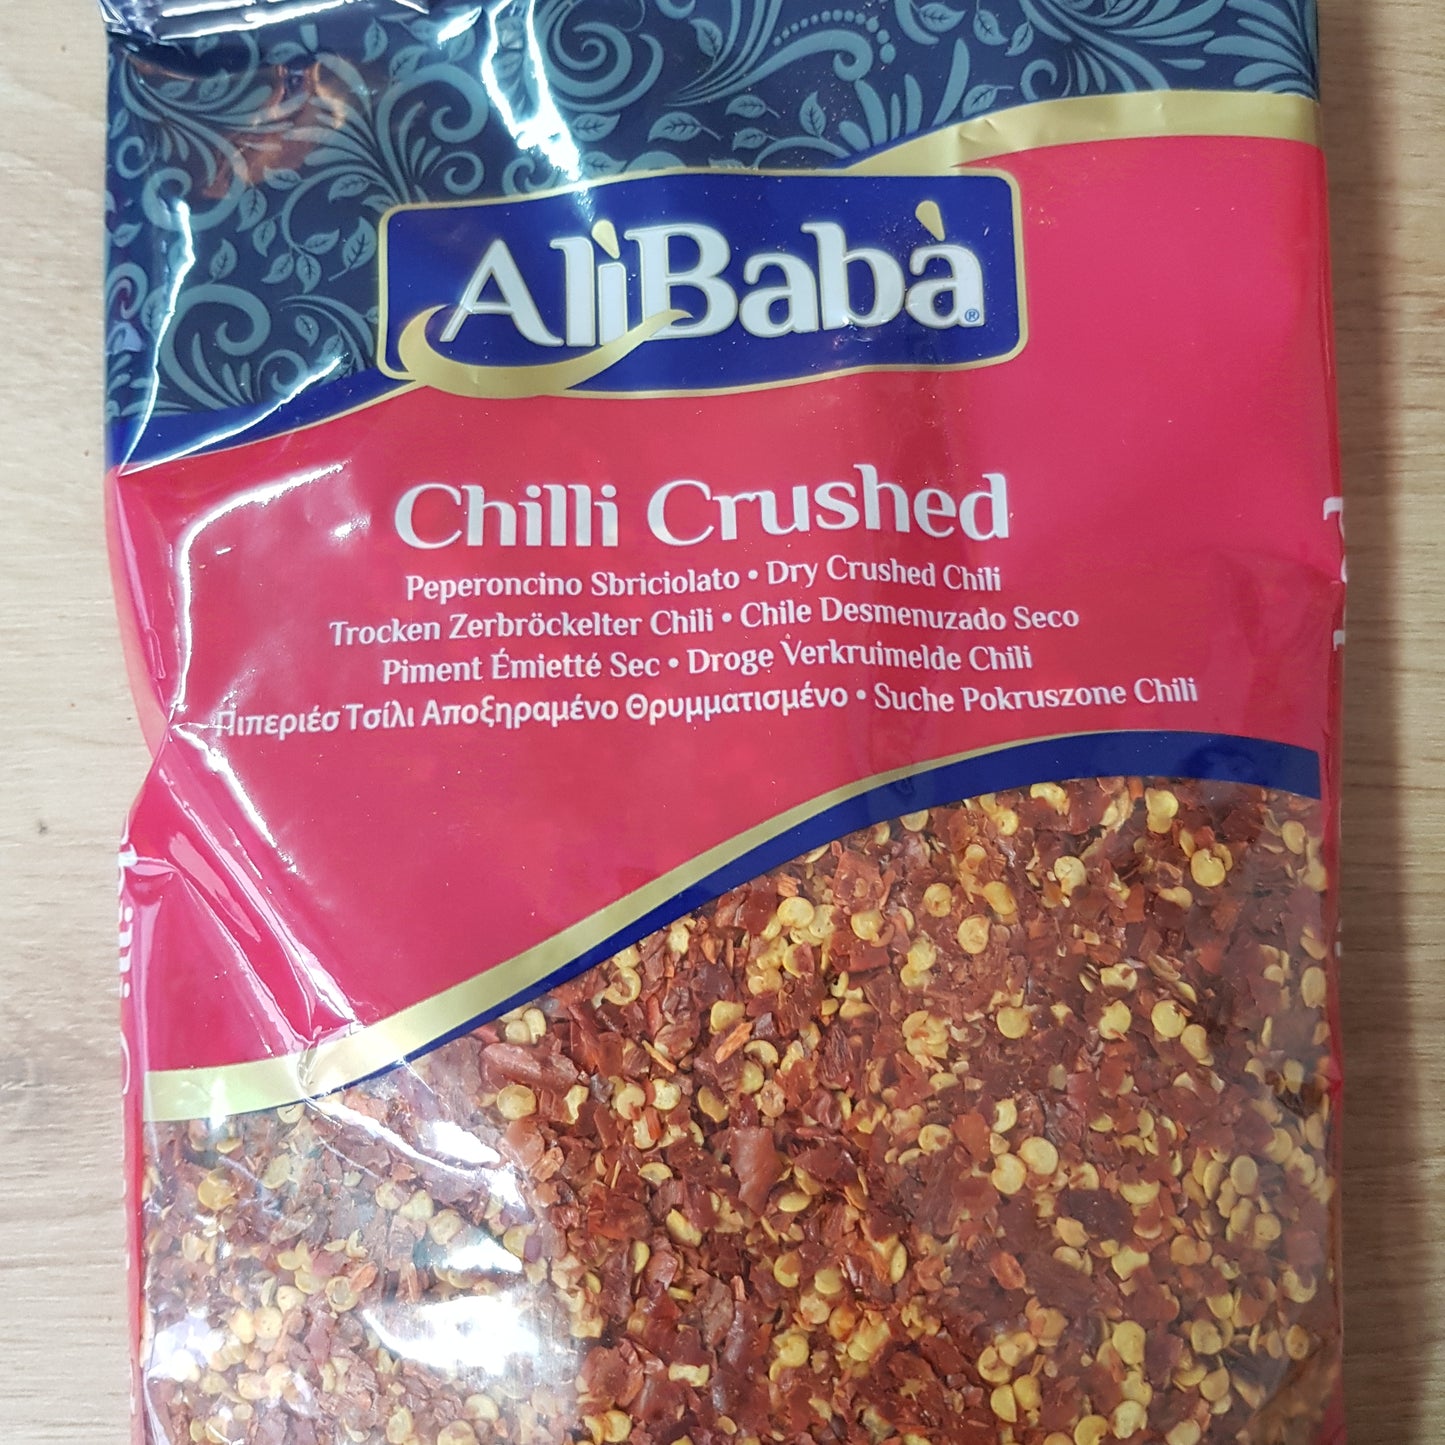 AlìBabà®
Chilli Crushed
Peperoncino Sbriciolato • Dry Crushed Chili
Trocken Zerbröckelter Chili • Chile Desmenuzado Seco
Piment Émietté Sec • Droge Verkruimelde Chili
Πιπεριέσ Τσίλι Αποξηραμένο Θρυμματισμένο • Suche Pokruszone Chili